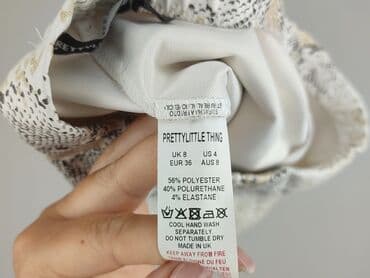 PRETTYLITTLE THING
UK 8 US 4
EUR 36 AUS 8
56% POLYESTER
40% POLYURETHANE
4% ELASTANE
COOL HAND WASH
SEPARATELY.
DO NOT TUMBLE DRY
MADE IN UK
KEEP AWAY FROM FIRE